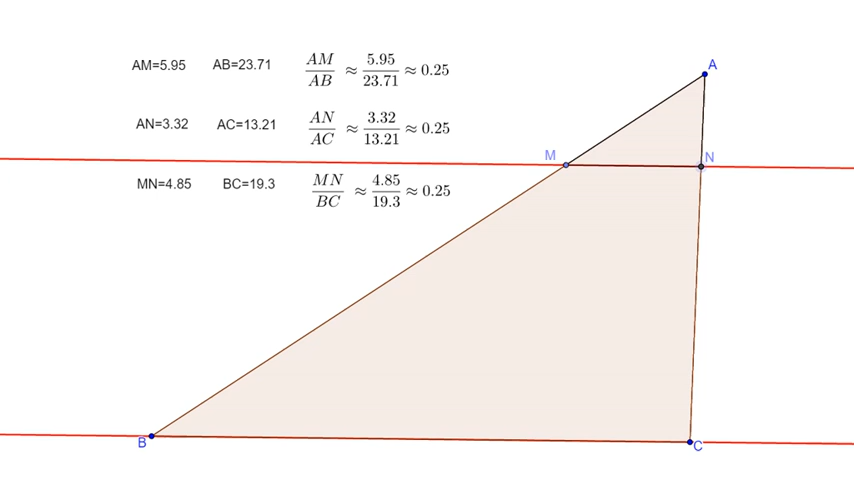 AM=5.95 AB=23.71 AM/AB ≈ 5.95/23.71 ≈ 0.25
A
AN=3.32 AC=13.21 AN/AC ≈ 3.32/13.21 ≈ 0.25
M N
MN=4.85 BC=19.3 MN/BC ≈ 4.85/19.3 ≈ 0.25
B C